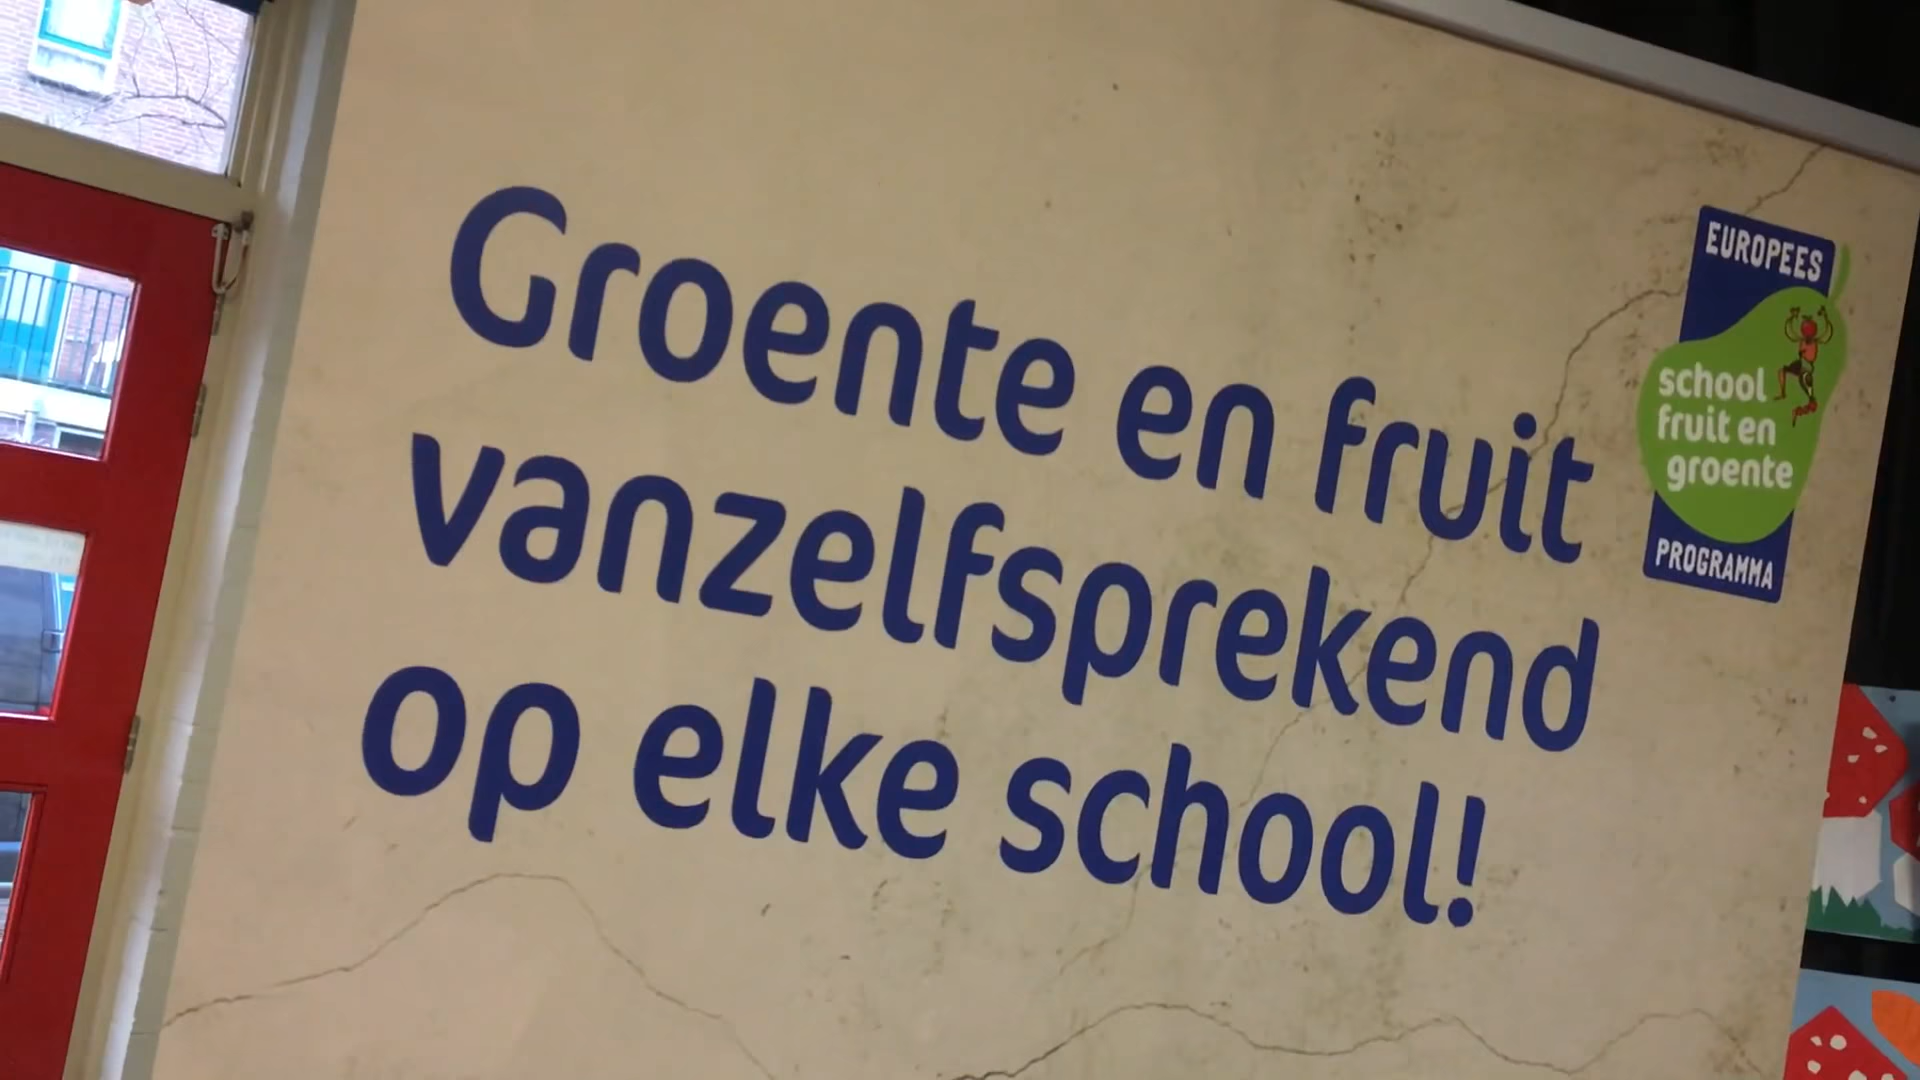 Groente en fruit
vanzelfsprekend
op elke school!
EUROPEES
school
fruit en
groente
PROGRAMMA